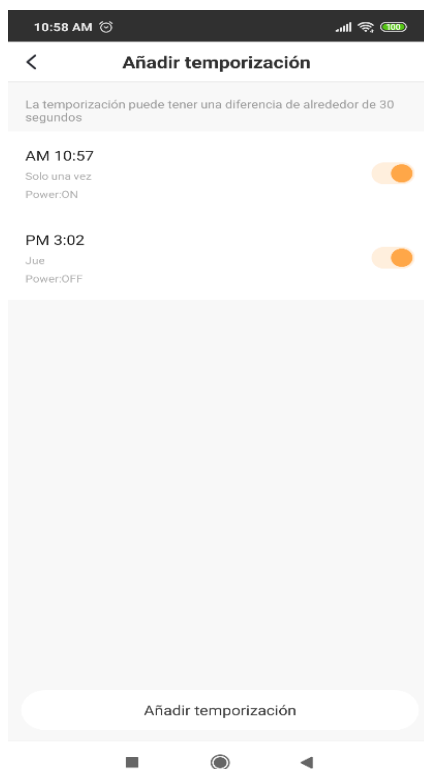 10:58 AM
100
Añadir temporización
La temporización puede tener una diferencia de alrededor de 30
segundos
AM 10:57
Solo una vez
Power:ON
PM 3:02
Jue
Power:OFF
Añadir temporización